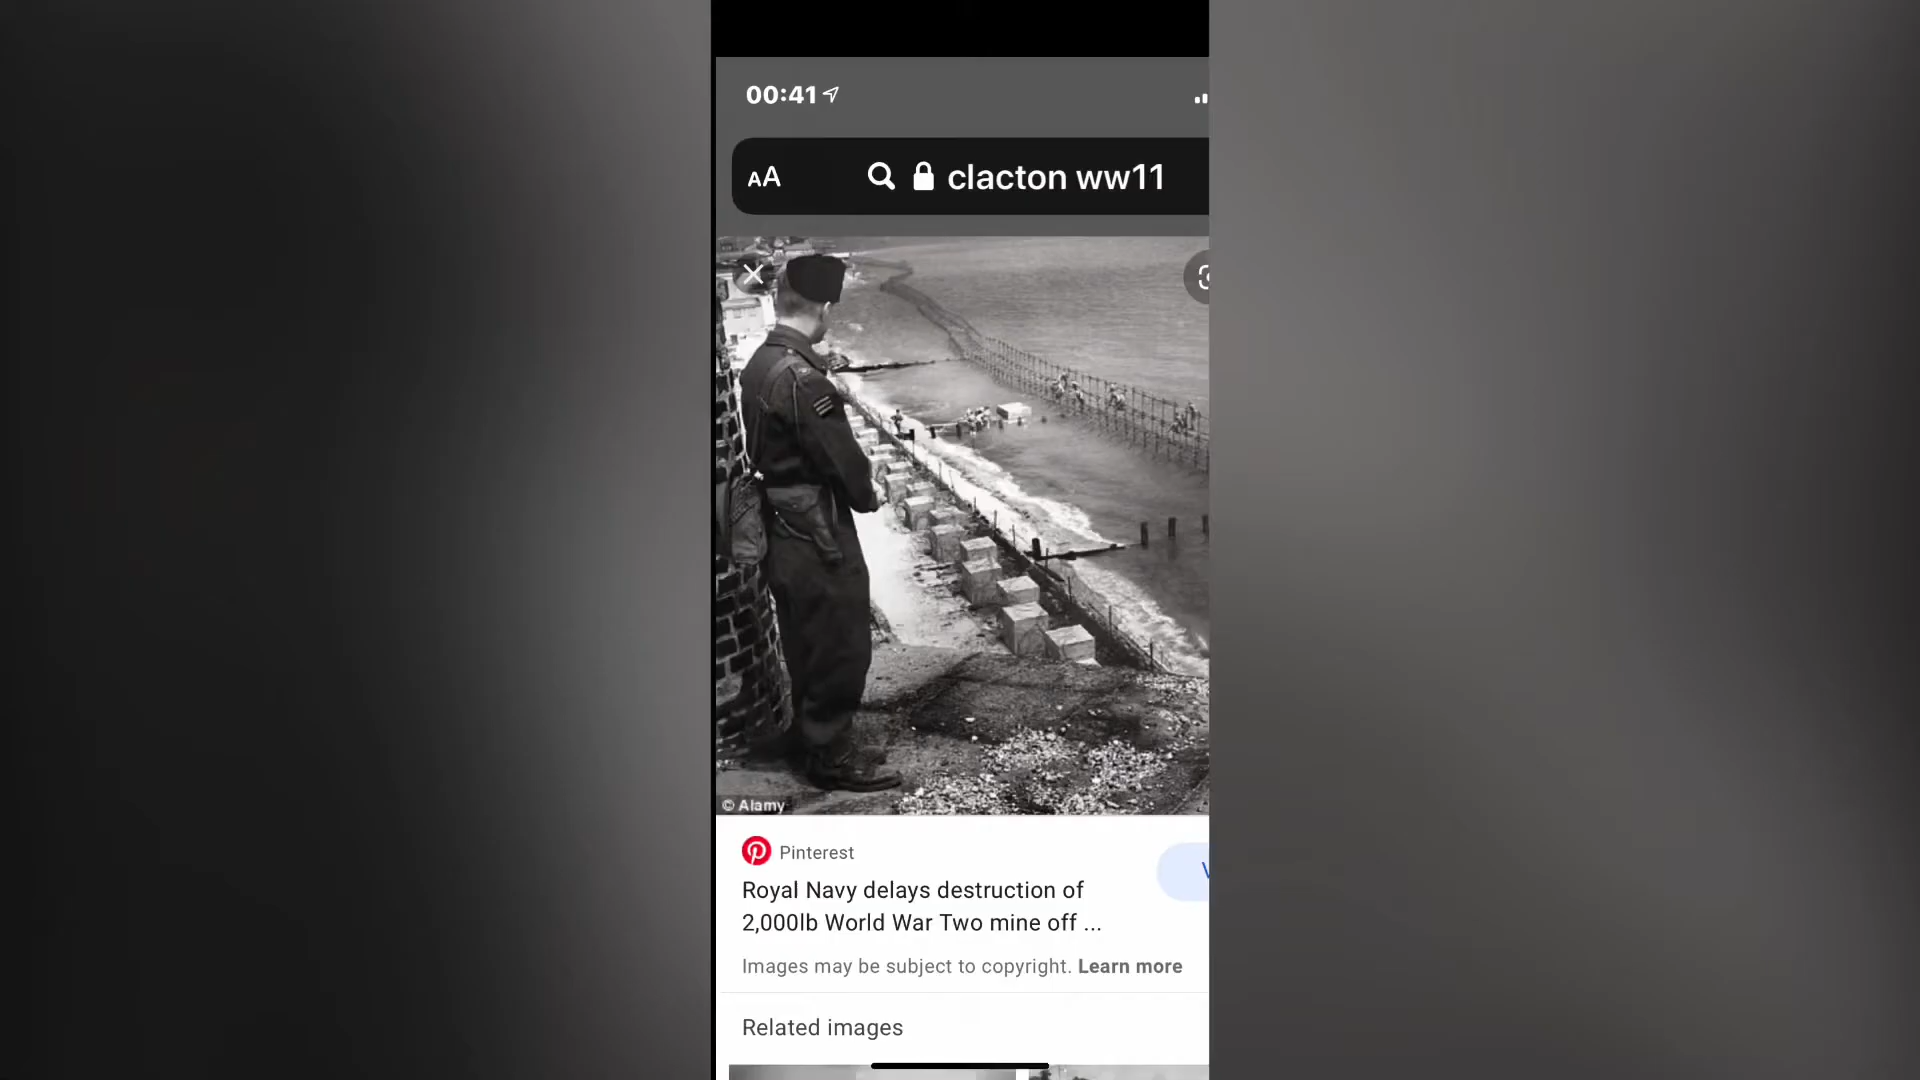 00:41
AA clacton ww11
© Alamy
Pinterest
Royal Navy delays destruction of
2,000lb World War Two mine off ...
Images may be subject to copyright. Learn more
Related images